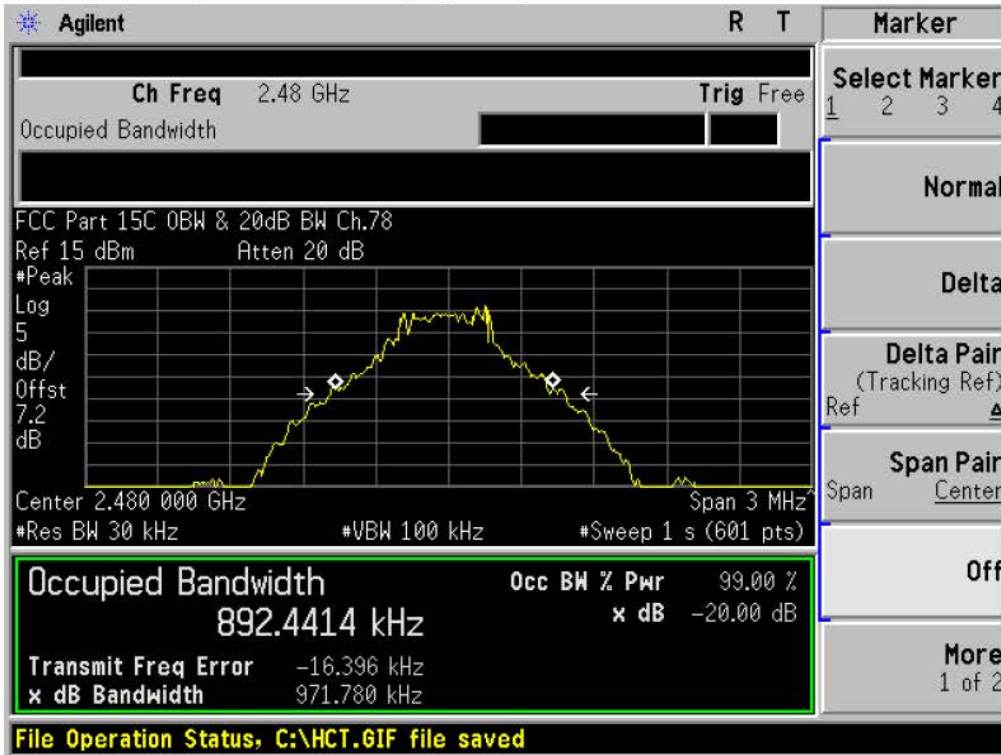 Agilent R T
Marker
Ch Freq 2.48 GHz Trig Free
Occupied Bandwidth
FCC Part 15C OBW & 20dB BW Ch.78
Ref 15 dBm Atten 20 dB
#Peak
Log
5
dB/
Offst
7.2
dB
Center 2.480 000 GHz Span 3 MHz^
#Res BW 30 kHz #VBW 100 kHz #Sweep 1 s (601 pts)
Occupied Bandwidth
892.4414 kHz
Occ BW % Pwr 99.00 %
x dB -20.00 dB
Transmit Freq Error -16.396 kHz
x dB Bandwidth 971.780 kHz
File Operation Status, C:\HCT.GIF file saved
Select Marker
1 2 3 4
Normal
Delta
Delta Pair
(Tracking Ref)
Ref Δ
Span Pair
Span Center
Off
More
1 of 2